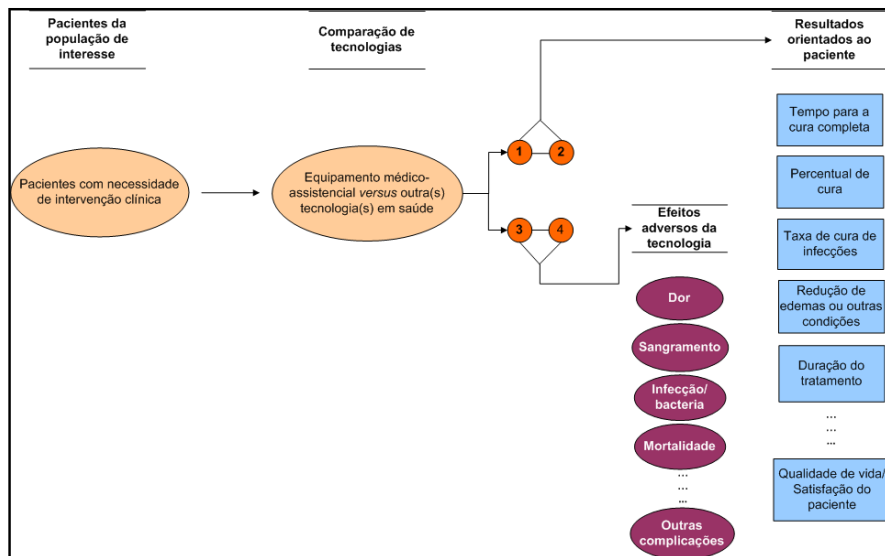 Pacientes da
população de
interesse
Comparação de
tecnologias
Resultados
orientados ao
paciente
Pacientes com necessidade
de intervenção clínica
Equipamento médico-
assistencial versus outra(s)
tecnologia(s) em saúde
1
2
3
4
Efeitos
adversos da
tecnologia
Dor
Sangramento
Infecção/
bacteria
Mortalidade
...
...
...
Outras
complicações
Tempo para a
cura completa
Percentual de
cura
Taxa de cura de
infecções
Redução de
edemas ou outras
condições
Duração do
tratamento
...
...
...
Qualidade de vida/
Satisfação do
paciente